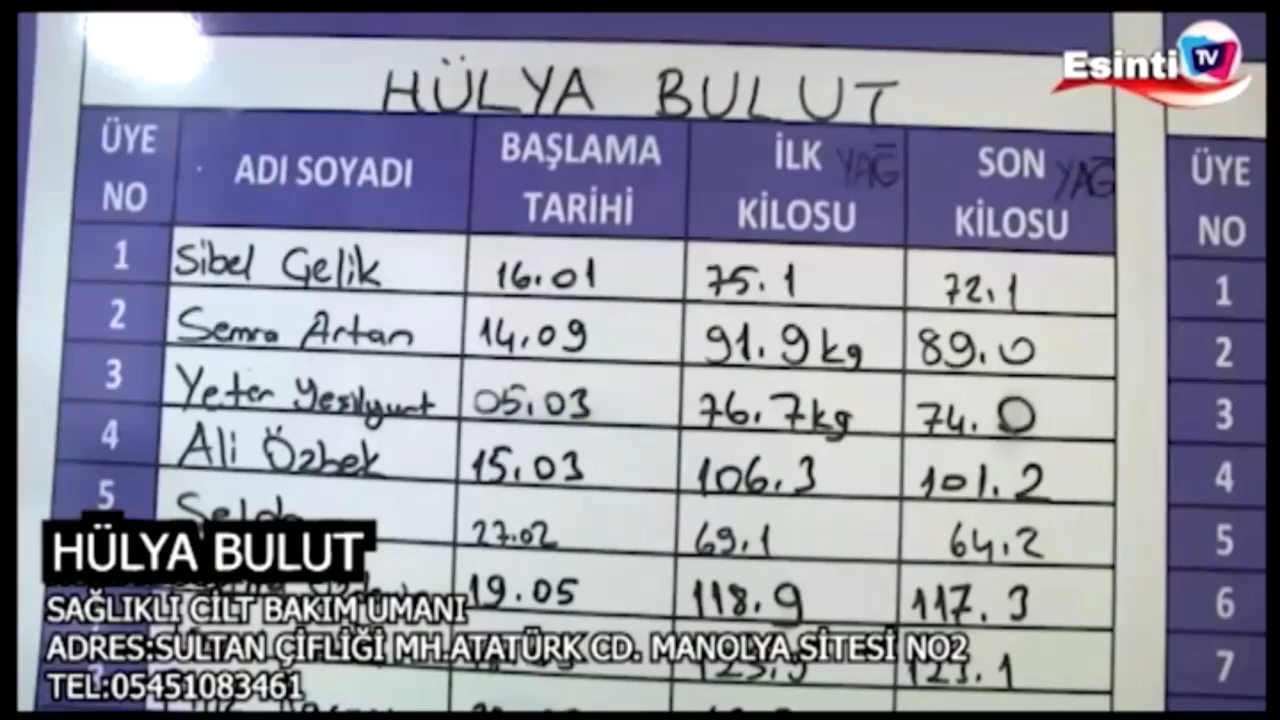 Esinti TV
HÜLYA BULUT
ÜYE NO ADI SOYADI BAŞLAMA TARİHİ İLK KİLOSU YAĞ SON KİLOSU YAĞ ÜYE NO
1 Sibel Çelik 16.01 75.1 72.1 1
2 Semra Artan 14.09 91.9 kg 89.0 2
3 Yeter Yeşilyurt 05.03 76.7 kg 74.0 3
4 Ali Özbek 15.03 106.3 101.2 4
5 27.02 69.1 64.2 5
19.05 118.9 117.3 6
123.1 7
HÜLYA BULUT
SAĞLIKLI CİLT BAKIM UMANI
ADRES:SULTAN ÇİFLİĞİ MH.ATATÜRK CD. MANOLYA SİTESİ NO2
TEL:05451083461